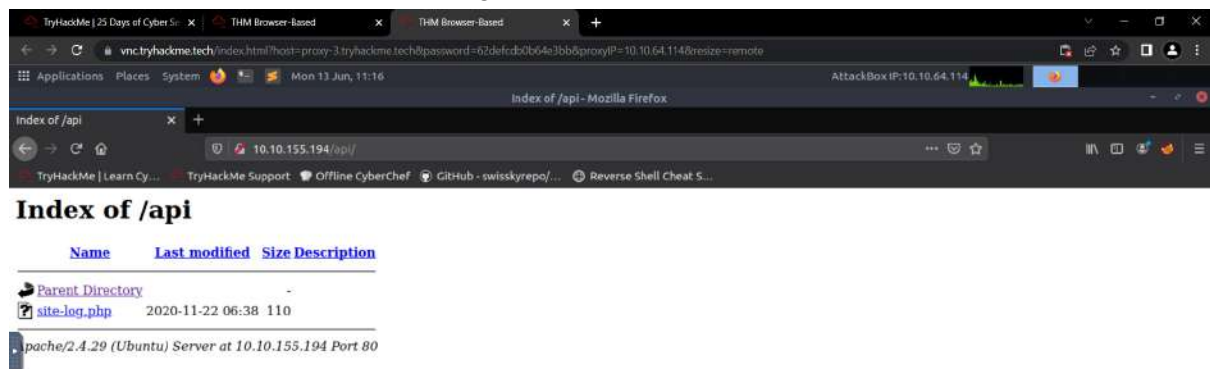 TryHackMe | 25 Days of Cyber Se
THM Browser-Based
THM Browser-Based
vnc.tryhackme.tech/index.html?host=proxy-3.tryhackme.tech&password=62defcdb0b64e3bb&proxyIP=10.10.64.114&resize=remote
Applications Places System Mon 13 Jun, 11:16 AttackBox IP:10.10.64.114
Index of /api - Mozilla Firefox
Index of /api
10.10.155.194/api/
TryHackMe | Learn Cy... TryHackMe Support Offline CyberChef GitHub - swisskyrepo/... Reverse Shell Cheat S...
Index of /api
Name Last modified Size Description
Parent Directory -
site-log.php 2020-11-22 06:38 110
Apache/2.4.29 (Ubuntu) Server at 10.10.155.194 Port 80